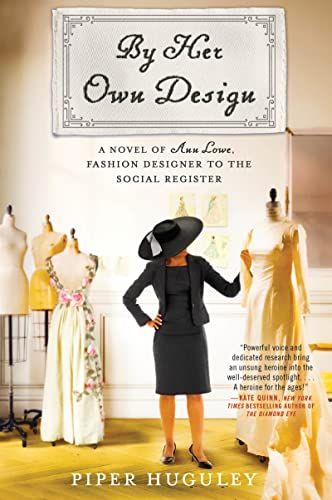 By Her
Own Design
A NOVEL OF Ann Lowe,
FASHION DESIGNER TO THE
SOCIAL REGISTER
"Powerful voice and
dedicated research bring
an unsung heroine into the
well-deserved spotlight. . . .
A heroine for the ages!"
—KATE QUINN, NEW
YORK TIMES BESTSELLING AUTHOR OF
THE DIAMOND EYE
PIPER HUGULEY